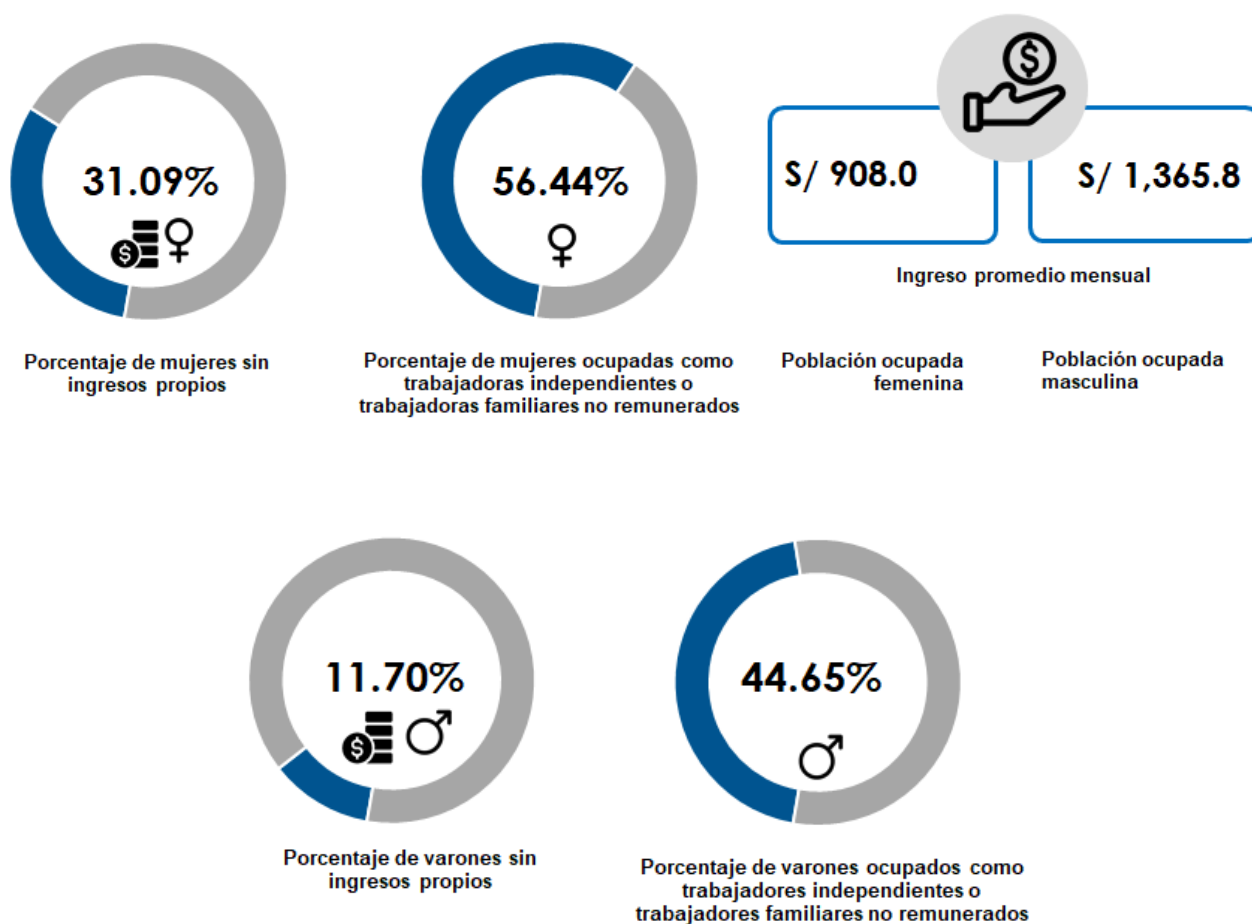 31.09%
Porcentaje de mujeres sin
ingresos propios
56.44%
Porcentaje de mujeres ocupadas como
trabajadoras independientes o
trabajadoras familiares no remunerados
$
S/ 908.0
S/ 1,365.8
Ingreso promedio mensual
Población ocupada
femenina
Población ocupada
masculina
11.70%
Porcentaje de varones sin
ingresos propios
44.65%
Porcentaje de varones ocupados como
trabajadores independientes o
trabajadores familiares no remunerados